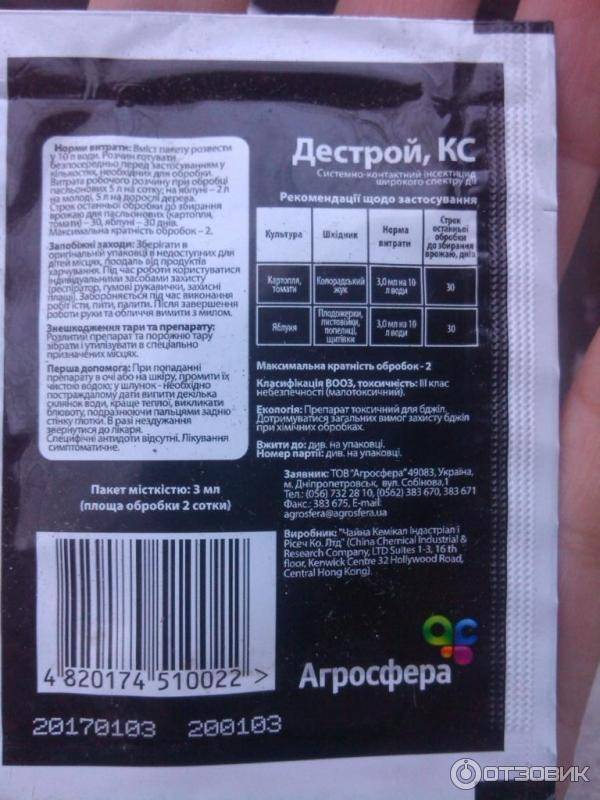 Норми витрати: Вміст пакету розвести
у 10 л води. Розчин готувати
безпосередньо перед застосуванням у
кількостях, необхідних для обробки.
Витрата робочого розчину при обробці
пасльонових 5 л на сотку; на яблуні – 2 л
на молоді, 5 л на дорослі дерева.
Строк останньої обробки до збирання
врожаю для пасльонових (картопля,
томати) – 30, яблуня – 30 днів.
Максимальна кратність обробок – 2.
Запобіжні заходи: Зберігати в
оригінальній упаковці в недоступних для
дітей місцях, поодаль від продуктів
харчування. Під час роботи користуватися
індивідуальними засобами захисту
(респіратор, гумові рукавички, захисні
плащі). Забороняється під час виконання
робіт їсти, пити, палити. Після завершення
роботи руки та обличчя вимити з милом.
Знешкодження тари та препарату:
Розлитий препарат та порожню тару
зібрати і утилізувати в спеціально
призначених місцях.
Перша допомога: При попаданні
препарату в очі або на шкіру, промити їх
чистою водою; у шлунок - необхідно
постраждалому дати випити декілька
склянок води, краще теплої, викликати
блювоту, подразнюючи пальцями задню
стінку глотки. В разі нездужання
звернутися до лікаря.
Специфічні антидоти відсутні. Лікування
симптоматичне.
Пакет місткістю: 3 мл
(площа обробки 2 сотки)
4 820174 510022 >
20170103 200103
Дестрой, КС
Системно-контактний інсектицид
широкого спектру дії
Рекомендації щодо застосування
Культура Шкідник Норма витрати Строк останньої обробки до збирання врожаю, днів
Картопля, томати Колорадський жук 3,0 мл на 10 л води 30
Яблуня Плодожерки, листовійки, попелиці, щитівки 3,0 мл на 10 л води 30
Максимальна кратність обробок - 2
Класифікація ВООЗ, токсичність: III клас
небезпечності (малотоксичний).
Екологія: Препарат токсичний для бджіл.
Дотримуватися загальних вимог захисту бджіл
при хімічних обробках.
Вжити до: див. на упаковці.
Номер партії: див. на упаковці.
Заявник: ТОВ "Агросфера" 49083, Україна,
м. Дніпропетровськ, вул. Собінова,1
Тел.: (056) 732 28 10, (0562) 383 670, 383 671
Факс.: 383 675, E-mail:
agrosfera@agrosfera.ua
Виробник: "Чайна Кемікал Індастріал і
Рісеч Ко. Лтд" (China Chemical Industrial &
Research Company, LTD Suites 1-3, 16 th
floor, Kenwick Centre 32 Hollywood Road,
Central Hong Kong).
Агросфера
ОТЗОВИК